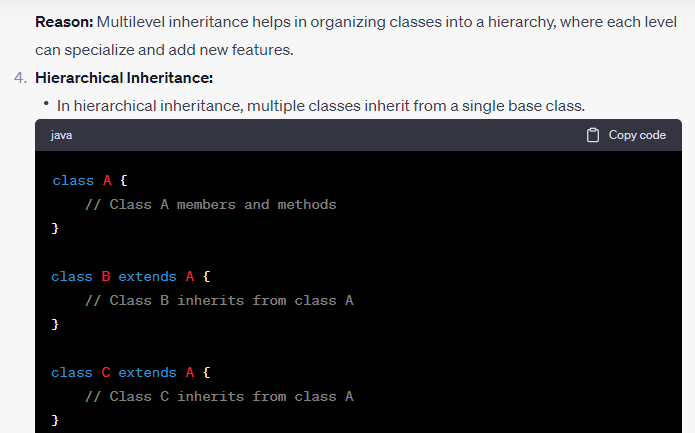 Reason: Multilevel inheritance helps in organizing classes into a hierarchy, where each level
can specialize and add new features.
4. Hierarchical Inheritance:
• In hierarchical inheritance, multiple classes inherit from a single base class.
java Copy code
class A {
    // Class A members and methods
}
class B extends A {
    // Class B inherits from class A
}
class C extends A {
    // Class C inherits from class A
}